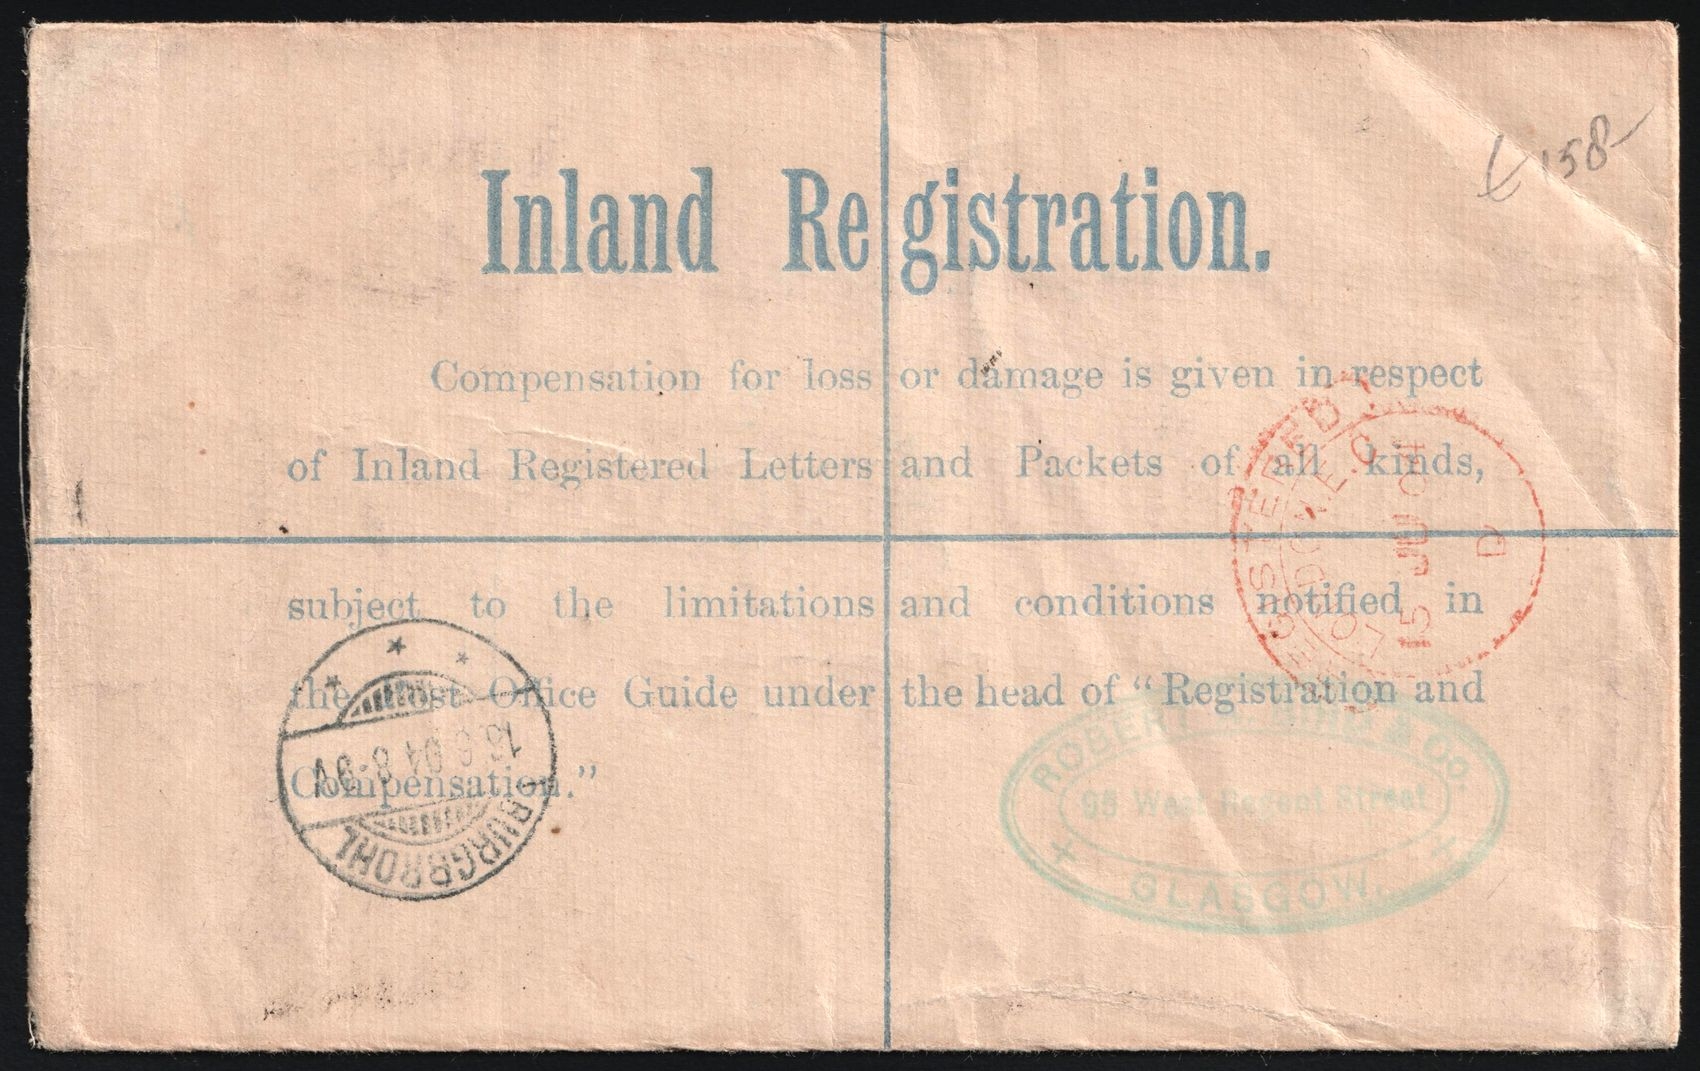 £158-
Inland Registration.
Compensation for loss or damage is given in respect
of Inland Registered Letters and Packets of all kinds,
subject to the limitations and conditions notified in
the Post Office Guide under the head of “Registration and
Compensation.”
REGISTERED
LONDON E.C.
15 JU 04
D
BURGBROHL
16.6.04 8-9V
ROBERT & Co.
95 West Regent Street
GLASGOW.